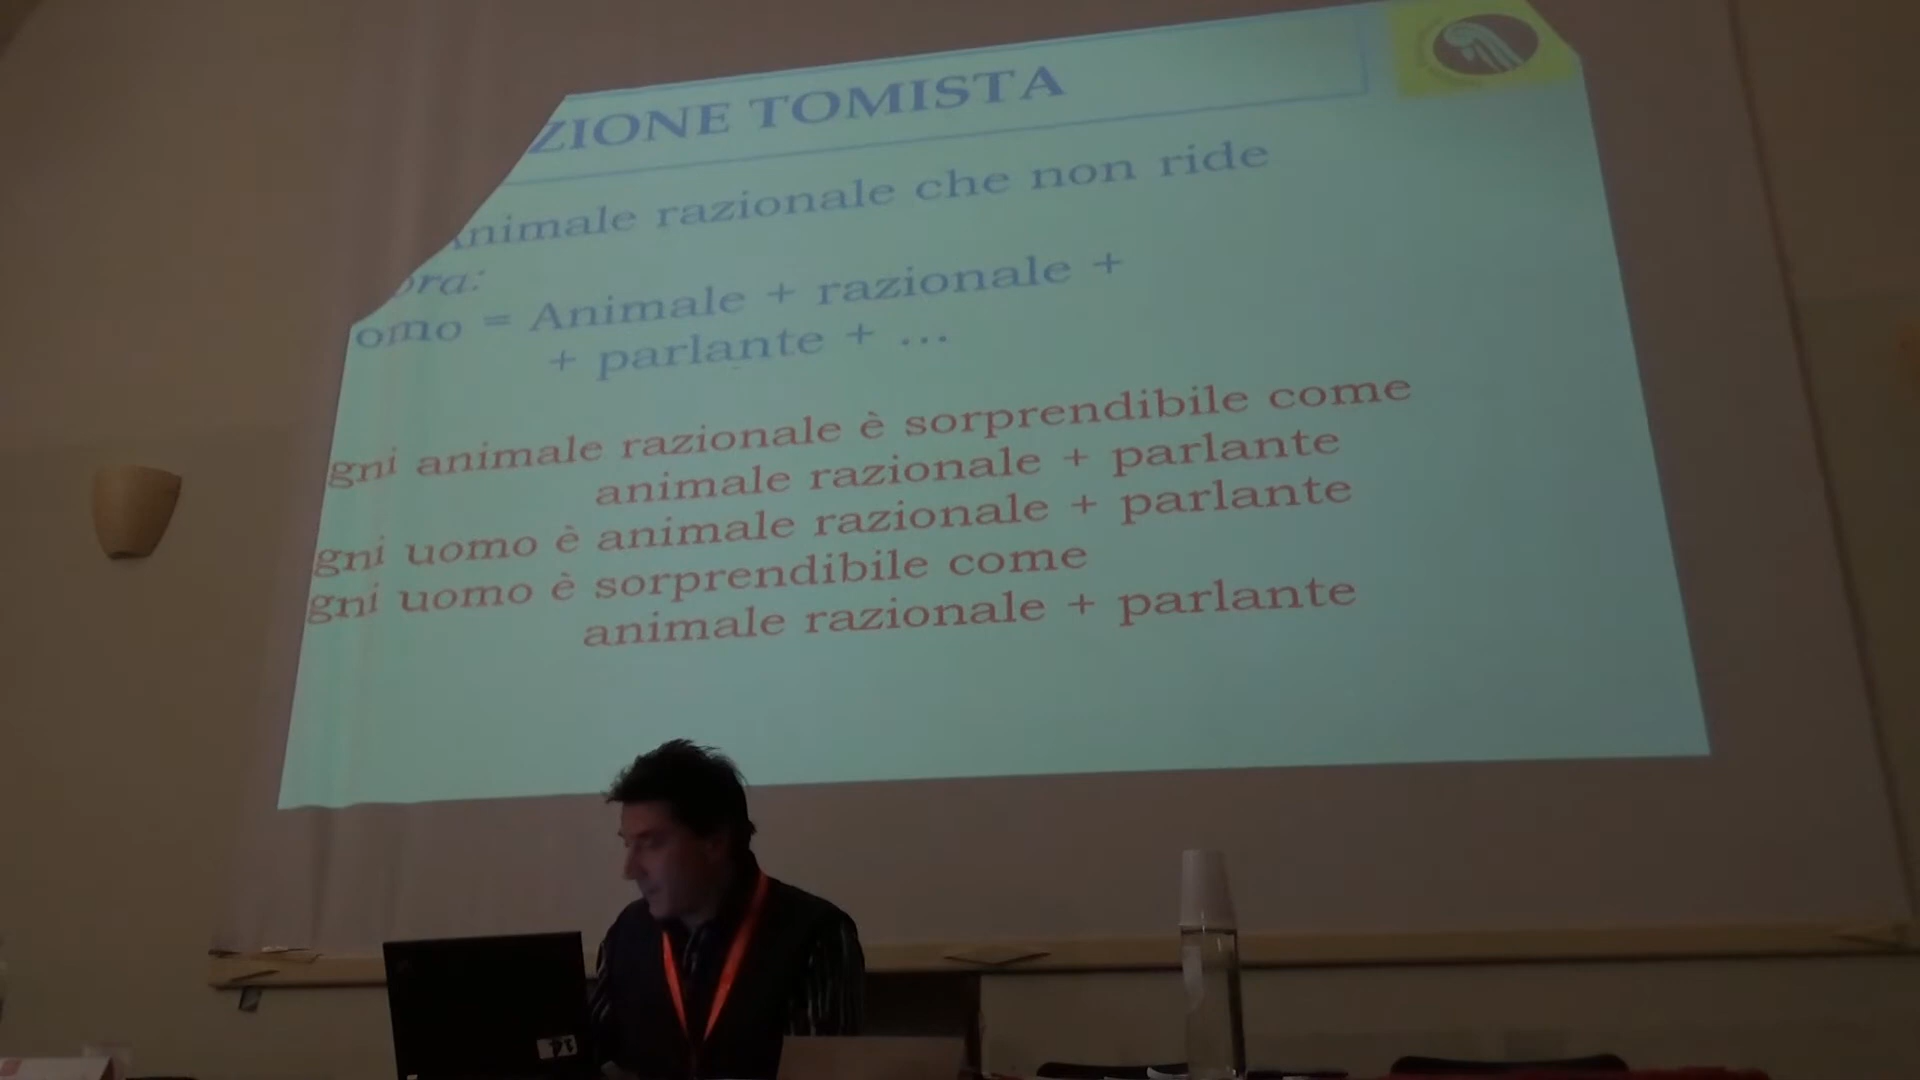 ZIONE TOMISTA
nimale razionale che non ride
ora:
omo = Animale + razionale +
+ parlante + ...
gni animale razionale è sorprendibile come
animale razionale + parlante
gni uomo è animale razionale + parlante
gni uomo è sorprendibile come
animale razionale + parlante
14